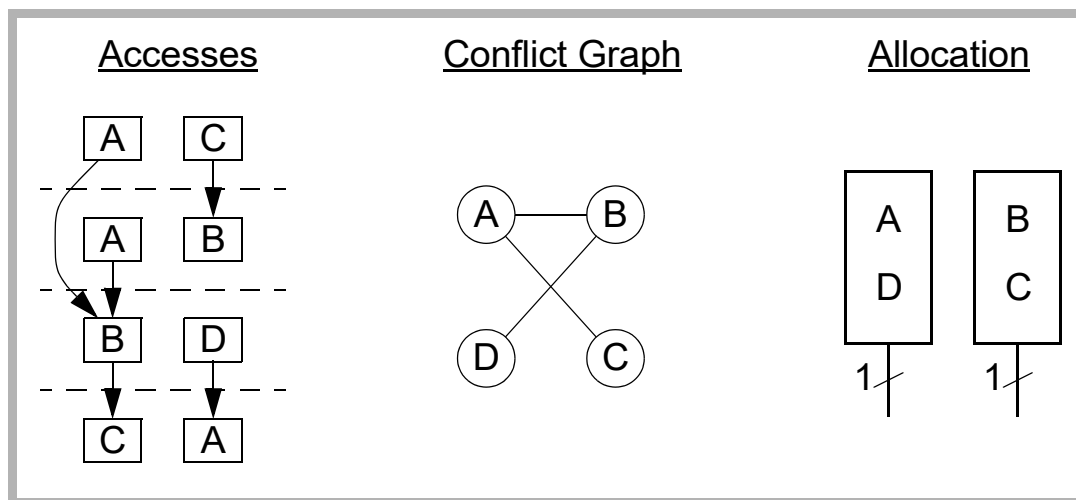 Accesses
A C
A B
B D
C A
Conflict Graph
A B
D C
Allocation
A
D
1
B
C
1